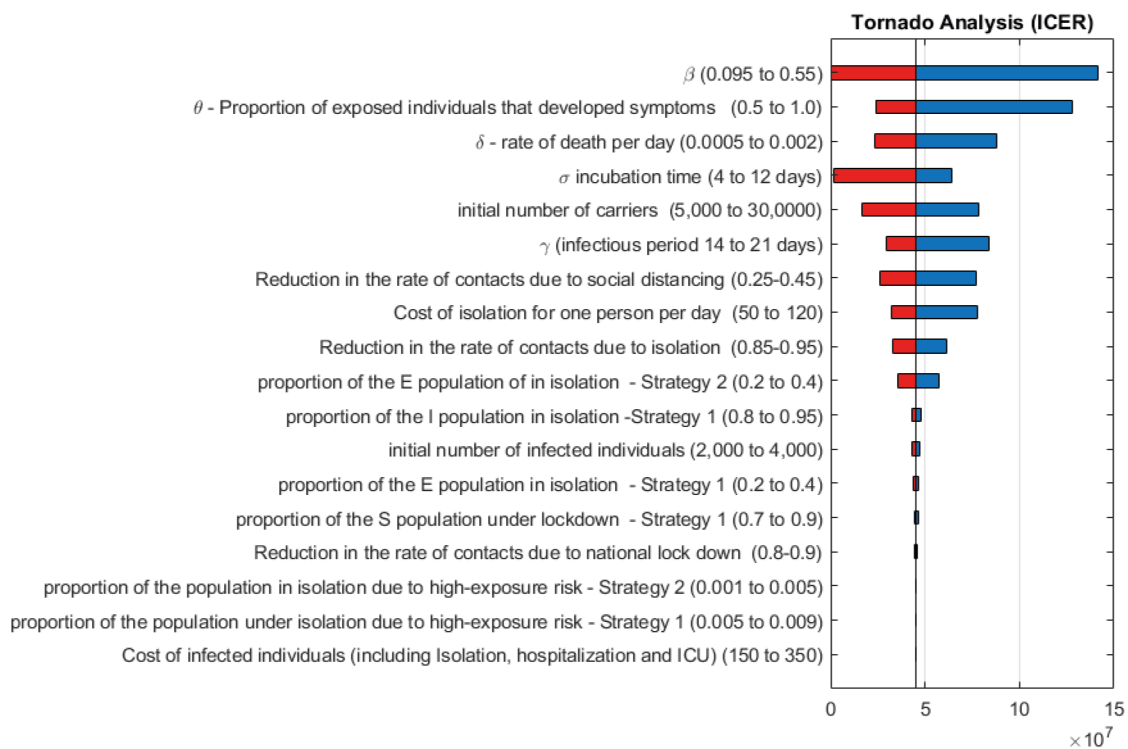 Tornado Analysis (ICER)
β (0.095 to 0.55)
θ - Proportion of exposed individuals that developed symptoms (0.5 to 1.0)
δ - rate of death per day (0.0005 to 0.002)
σ incubation time (4 to 12 days)
initial number of carriers (5,000 to 30,0000)
γ (infectious period 14 to 21 days)
Reduction in the rate of contacts due to social distancing (0.25-0.45)
Cost of isolation for one person per day (50 to 120)
Reduction in the rate of contacts due to isolation (0.85-0.95)
proportion of the E population of in isolation - Strategy 2 (0.2 to 0.4)
proportion of the I population in isolation -Strategy 1 (0.8 to 0.95)
initial number of infected individuals (2,000 to 4,000)
proportion of the E population in isolation - Strategy 1 (0.2 to 0.4)
proportion of the S population under lockdown - Strategy 1 (0.7 to 0.9)
Reduction in the rate of contacts due to national lock down (0.8-0.9)
proportion of the population in isolation due to high-exposure risk - Strategy 2 (0.001 to 0.005)
proportion of the population under isolation due to high-exposure risk - Strategy 1 (0.005 to 0.009)
Cost of infected individuals (including Isolation, hospitalization and ICU) (150 to 350)
0 5 10 15
×10⁷